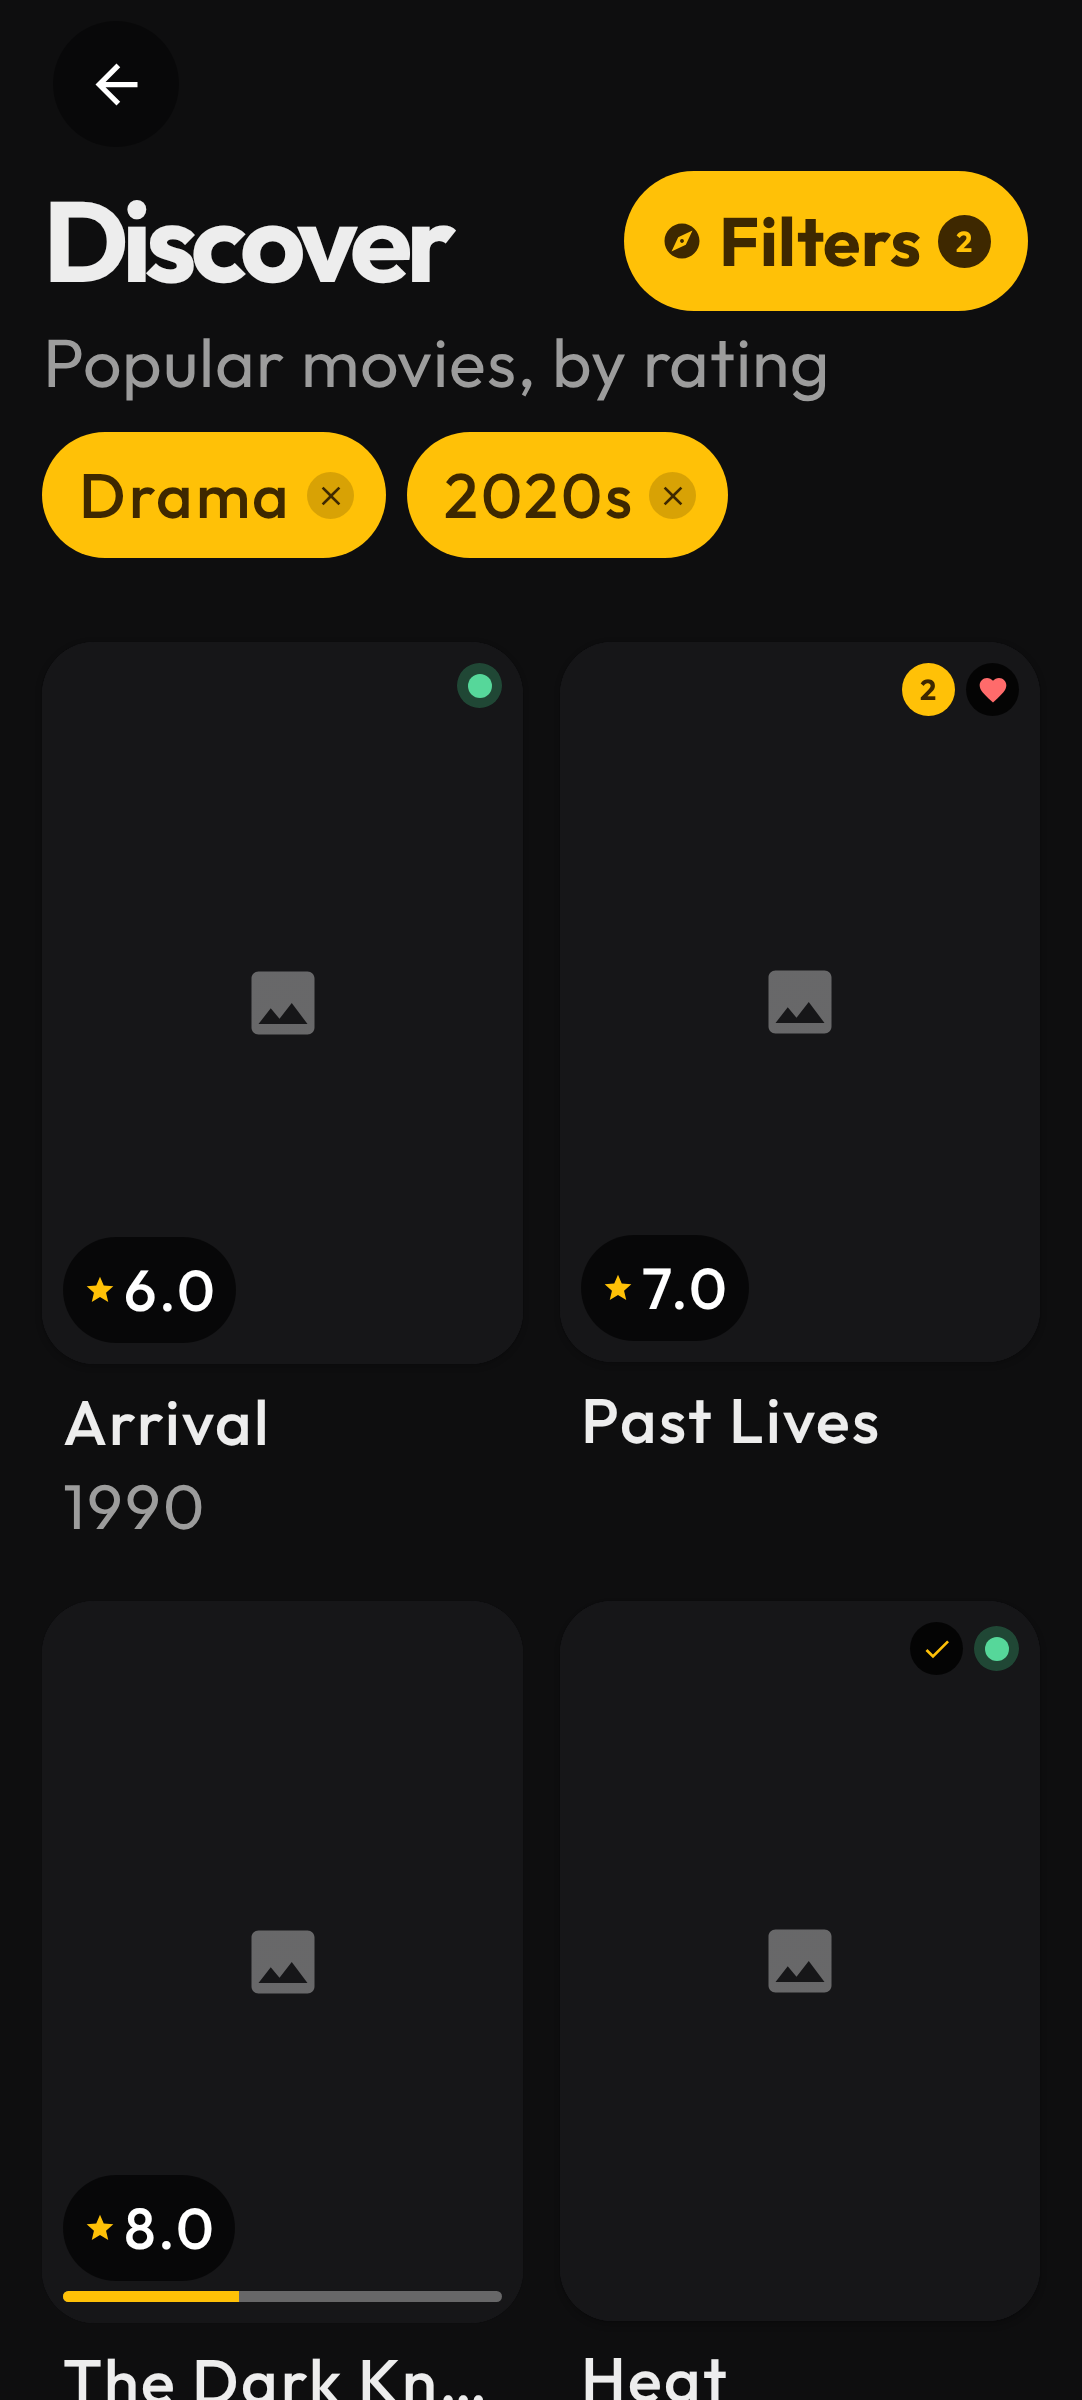 Discover
Filters 2
Popular movies, by rating
Drama
2020s
2
6.0
7.0
Arrival
Past Lives
1990
8.0
The Dark Kn...
Heat